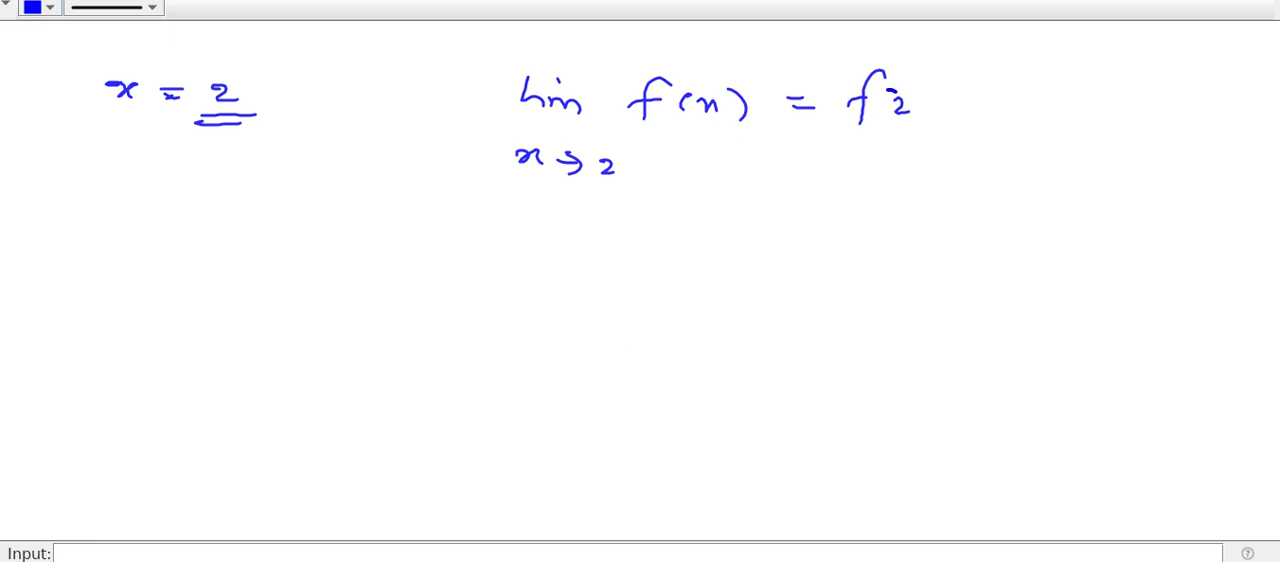 x = 2
lim f(x) = f2
x → 2
Input: